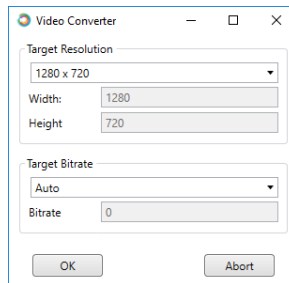 Video Converter
Target Resolution
1280 x 720
Width: 1280
Height 720
Target Bitrate
Auto
Bitrate 0
OK Abort